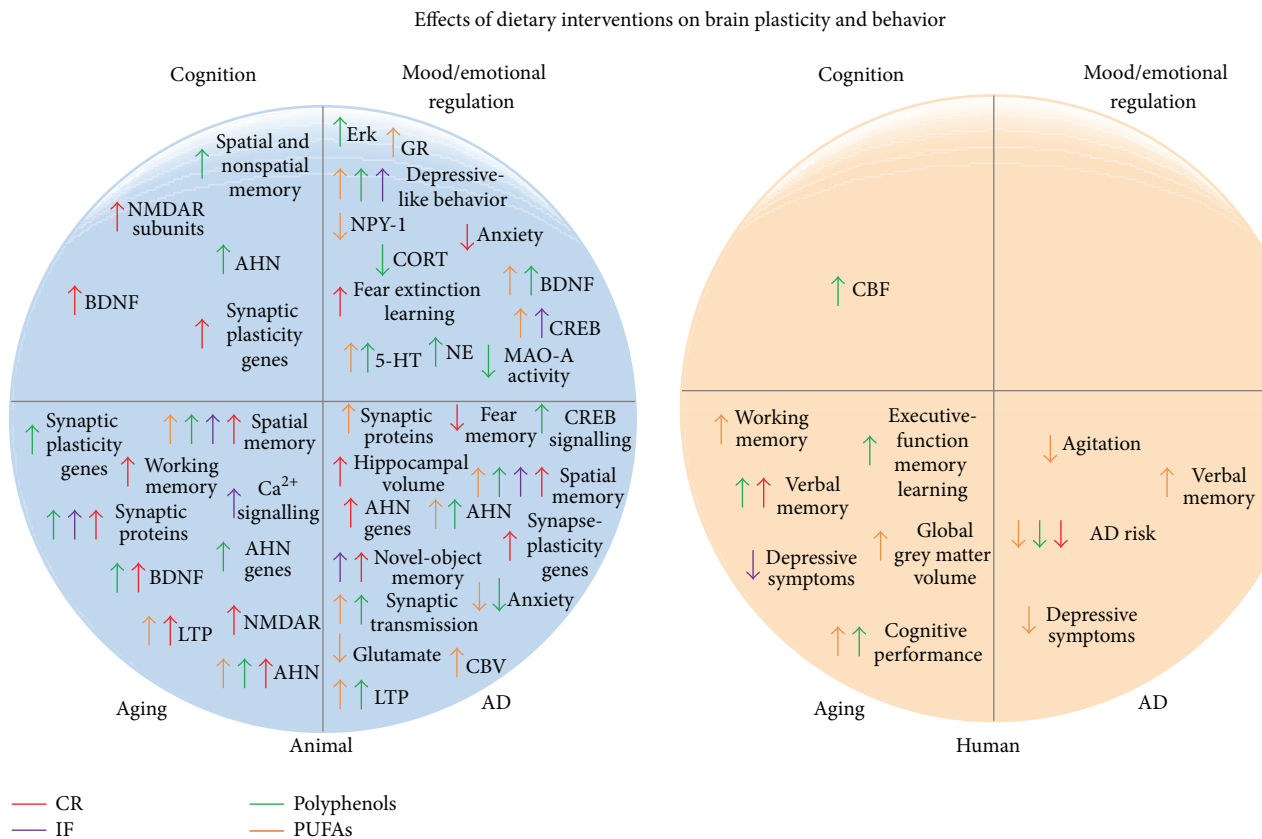 Effects of dietary interventions on brain plasticity and behavior
Cognition
Mood/emotional
regulation
Spatial and
nonspatial
memory
NMDAR
subunits
AHN
BDNF
Synaptic
plasticity
genes
Erk
GR
Depressive-
like behavior
NPY-1
Anxiety
CORT
BDNF
Fear extinction
learning
CREB
5-HT
NE
MAO-A
activity
Synaptic
plasticity
genes
Spatial
memory
Working
memory
Ca²⁺
signalling
Synaptic
proteins
AHN
genes
BDNF
NMDAR
LTP
AHN
Synaptic
proteins
Fear
memory
CREB
signalling
Hippocampal
volume
Spatial
memory
AHN
genes
AHN
Synapse-
plasticity
genes
Novel-object
memory
Synaptic
transmission
Anxiety
Glutamate
CBV
LTP
Aging
AD
Animal
Cognition
Mood/emotional
regulation
CBF
Working
memory
Executive-
function
memory
learning
Verbal
memory
Depressive
symptoms
Global
grey matter
volume
Cognitive
performance
Agitation
Verbal
memory
AD risk
Depressive
symptoms
Aging
AD
Human
CR
IF
Polyphenols
PUFAs